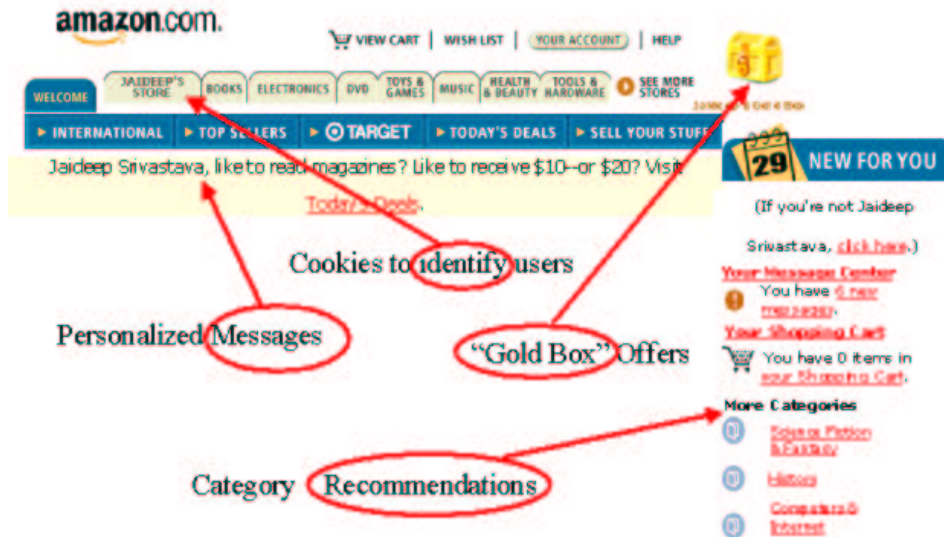 amazon.com.
VIEW CART | WISH LIST | YOUR ACCOUNT | HELP
WELCOME
JAIDEEP'S STORE
BOOKS
ELECTRONICS
DVD
TOYS & GAMES
MUSIC
HEALTH & BEAUTY
TOOLS & HARDWARE
SEE MORE STORES
Jaideep's Gold Box
INTERNATIONAL
TOP SELLERS
TARGET
TODAY'S DEALS
SELL YOUR STUFF
Jaideep Srivastava, like to read magazines? Like to receive $10--or $20? Visit
Today's Deals.
29 NEW FOR YOU
(If you're not Jaideep
Srivastava, click here.)
Your Message Center
You have 6 new
messages.
Your Shopping Cart
You have 0 items in
your Shopping Cart.
More Categories
Science Fiction
& Fantasy
History
Computers &
Internet
Cookies to identify users
Personalized Messages
"Gold Box" Offers
Category Recommendations